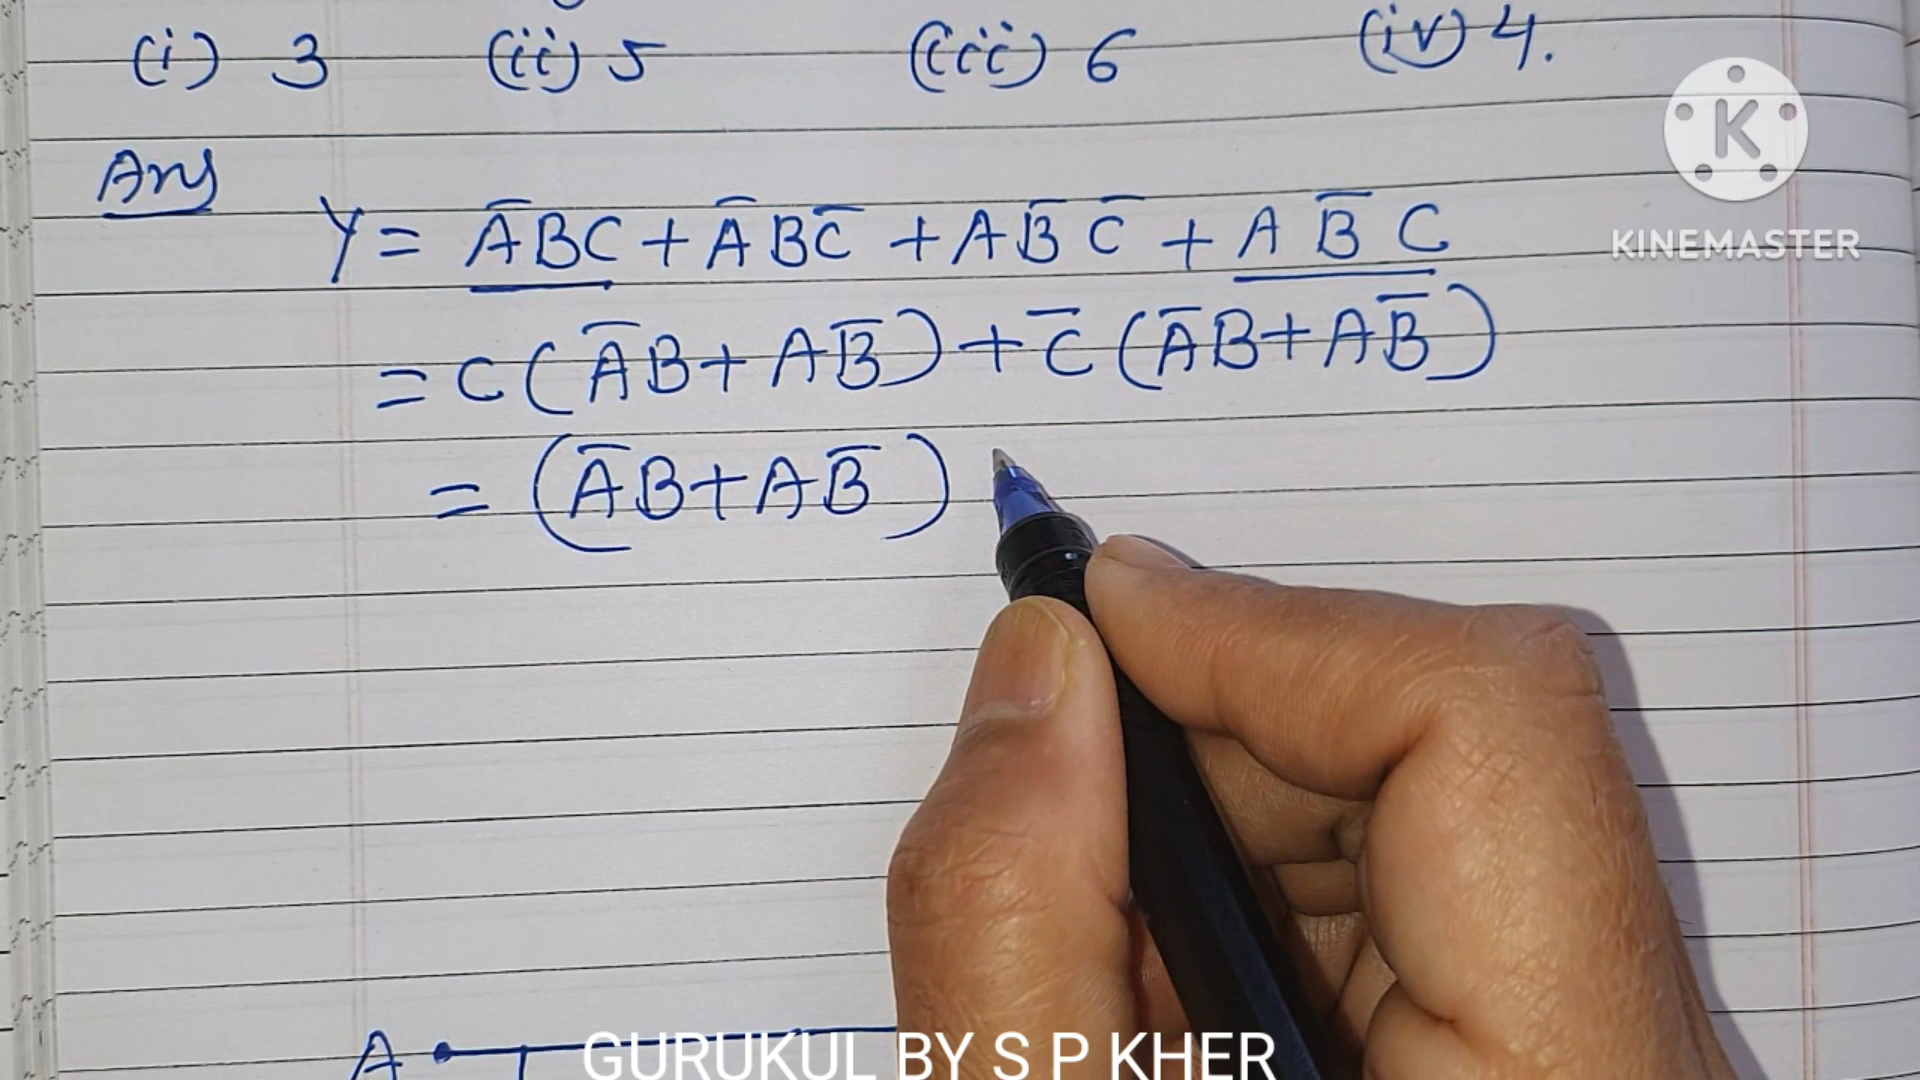 (i) 3 (ii) 5 (iii) 6 (iv) 4.
K
KINEMASTER
Ans
Y = A̅BC + A̅BC̅ + AB̅C̅ + AB̅C
= C(A̅B + AB̅) + C̅(A̅B + AB̅)
= (A̅B + AB̅)
A
GURUKUL BY S P KHER